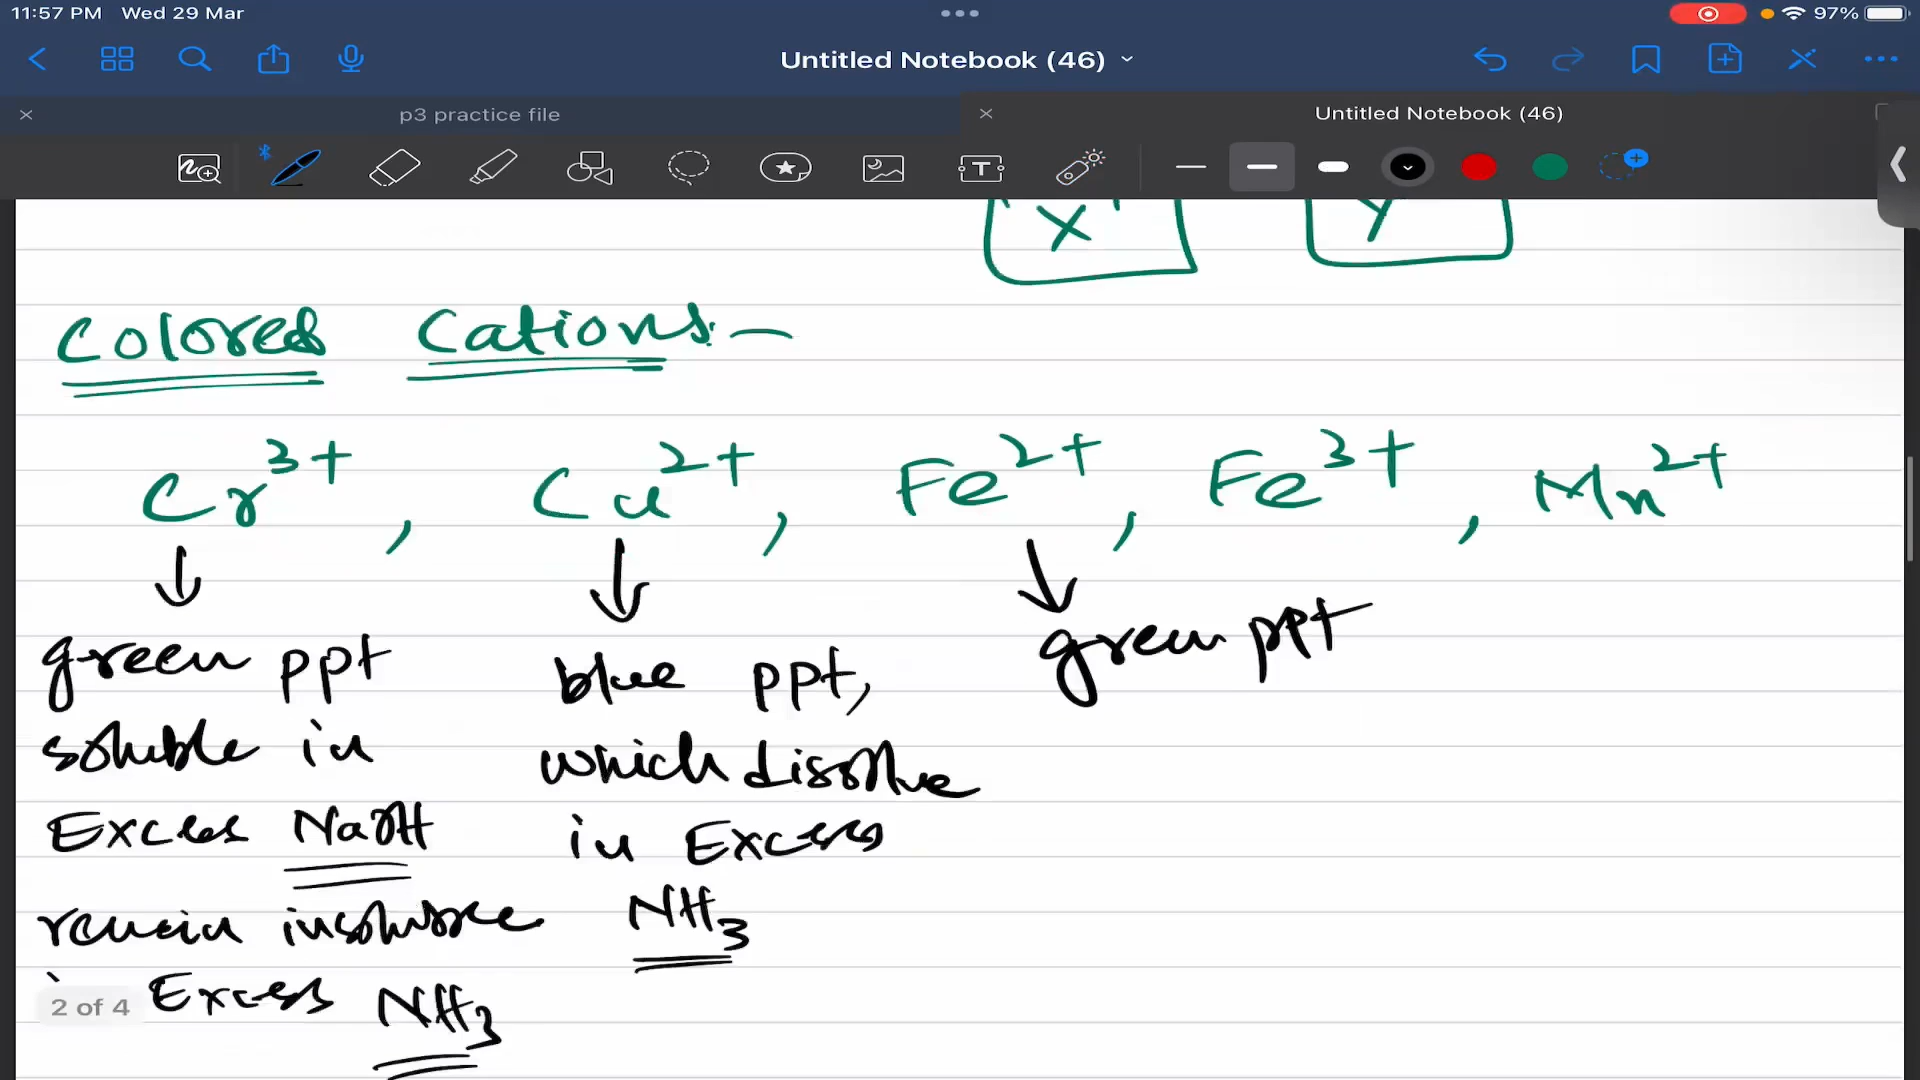 11:57 PM Wed 29 Mar
97%
Untitled Notebook (46)
p3 practice file
Untitled Notebook (46)
T
X
Y
Colored Cations:-
Cr³⁺, Cu²⁺, Fe²⁺, Fe³⁺, Mn²⁺
green ppt
soluble in
Excess NaOH
remain insoluble
Excess NH₃
blue ppt,
which dissolve
in Excess
NH₃
green ppt
2 of 4